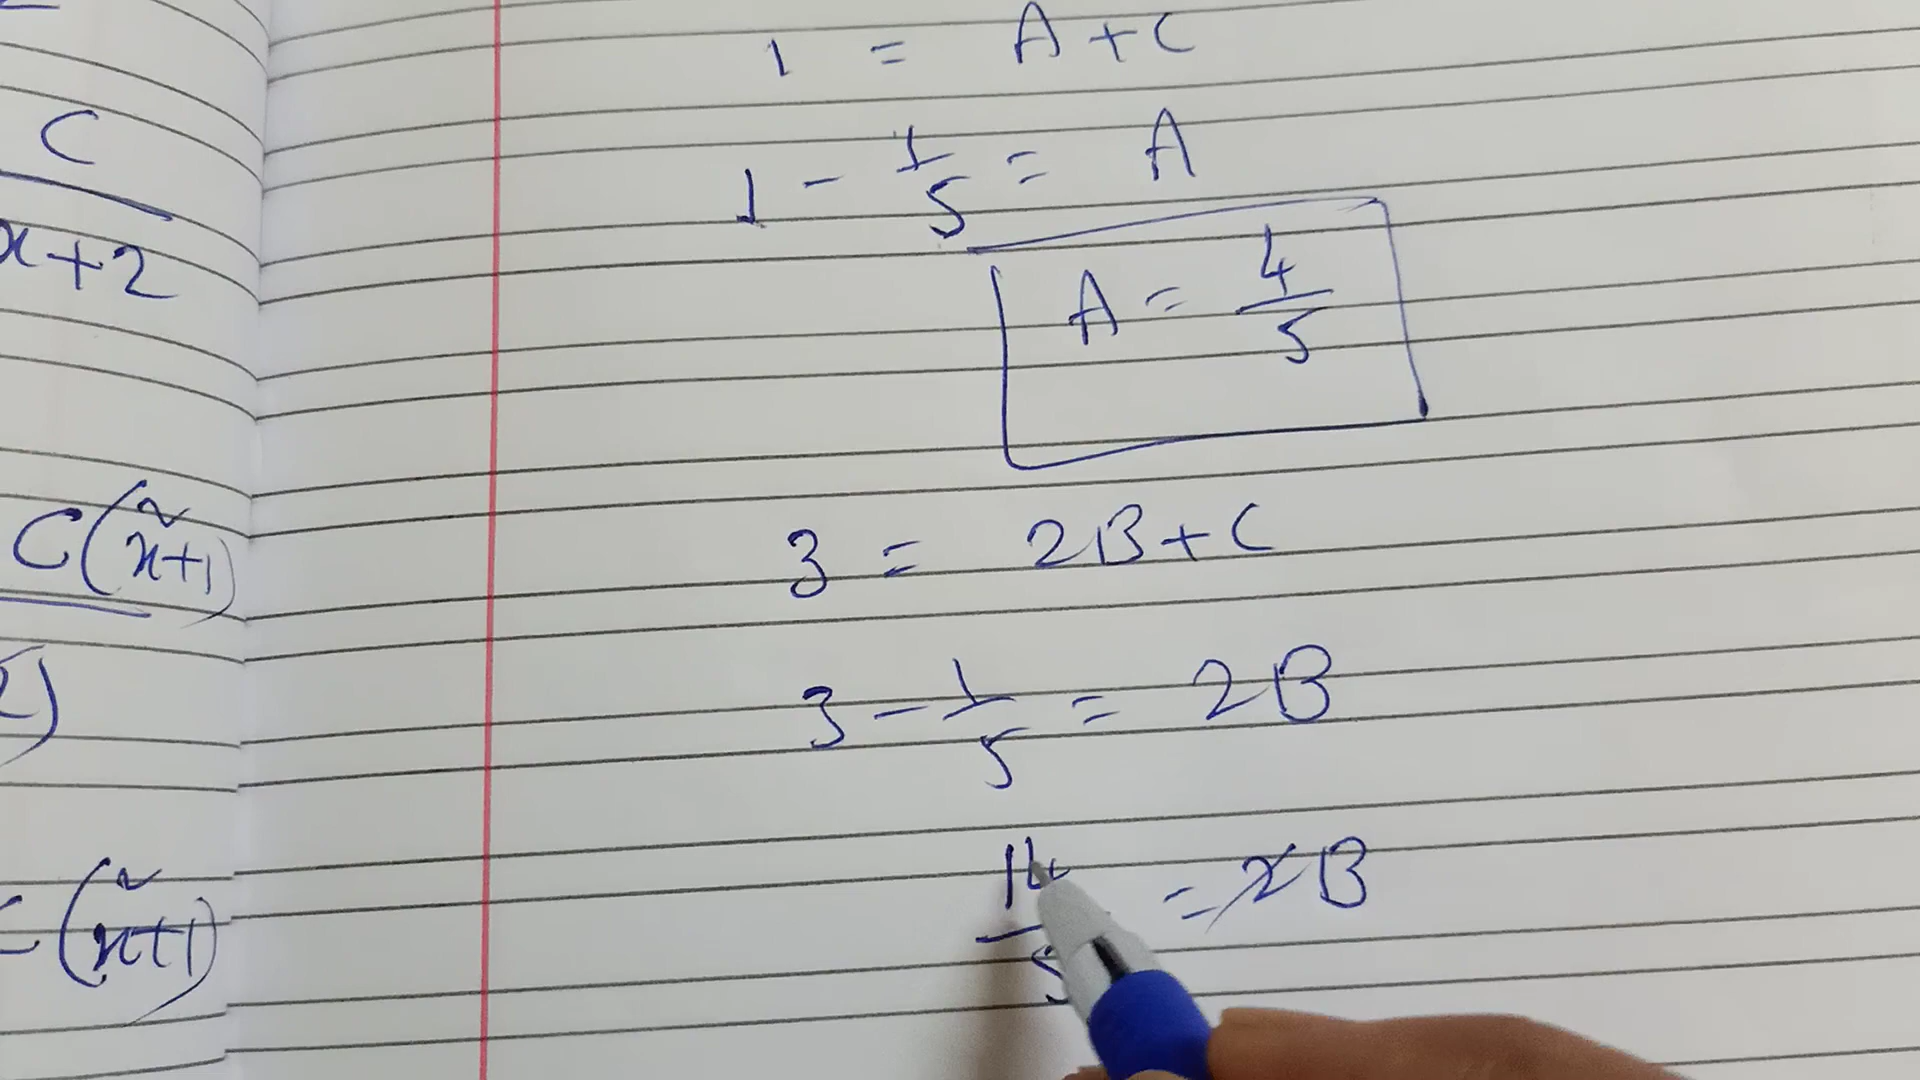 C
x+2
C(x²+1)
2)
C(x²+1)
1 = A+C
1 - 1/5 = A
A = 4/5
3 = 2B+C
3 - 1/5 = 2B
14/5 = 2B